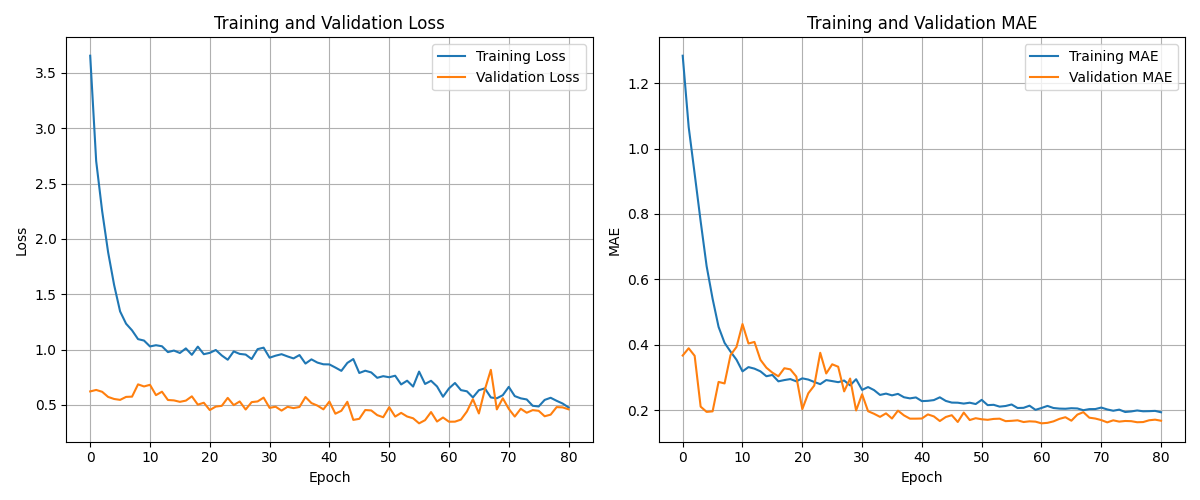 Training and Validation Loss
Training Loss
Validation Loss
3.5
3.0
2.5
2.0
1.5
1.0
0.5
Loss
0 10 20 30 40 50 60 70 80
Epoch
Training and Validation MAE
Training MAE
Validation MAE
1.2
1.0
0.8
0.6
0.4
0.2
MAE
0 10 20 30 40 50 60 70 80
Epoch